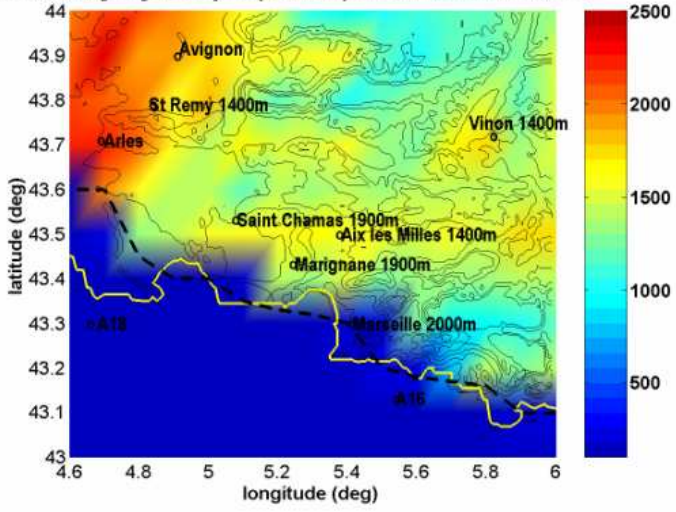 44
43.9
43.8
43.7
43.6
43.5
43.4
43.3
43.2
43.1
43
latitude (deg)
Avignon
St Remy 1400m
Arles
Vinon 1400m
Saint Chamas 1900m
Aix les Milles 1400m
Marignane 1900m
Marseille 2000m
A18
A16
4.6 4.8 5 5.2 5.4 5.6 5.8 6
longitude (deg)
2500
2000
1500
1000
500